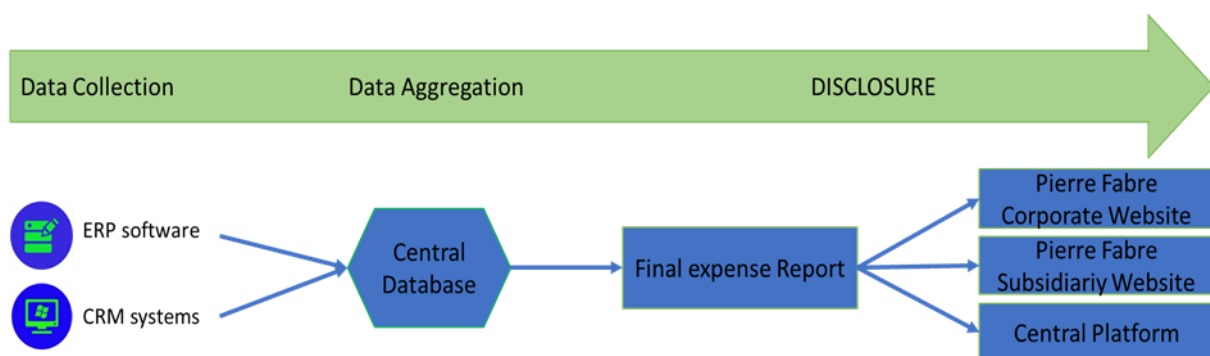 Data Collection
Data Aggregation
DISCLOSURE
ERP software
CRM systems
Central
Database
Final expense Report
Pierre Fabre
Corporate Website
Pierre Fabre
Subsidiariy Website
Central Platform